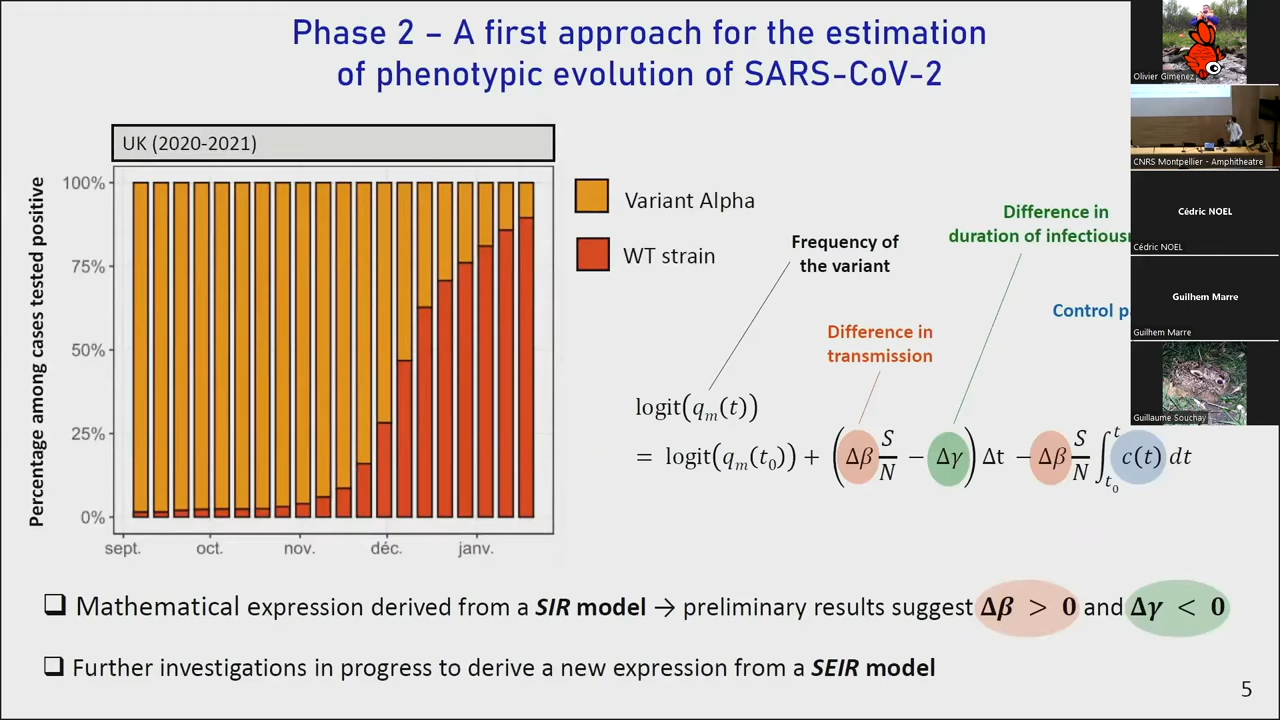 Phase 2 – A first approach for the estimation
of phenotypic evolution of SARS-CoV-2
UK (2020-2021)
Percentage among cases tested positive
100%
75%
50%
25%
0%
sept.
oct.
nov.
déc.
janv.
Variant Alpha
WT strain
Frequency of
the variant
Difference in
transmission
Difference in
duration of
Control
logit(qₘ(t))
= logit(qₘ(t₀)) + (Δβ S/N − Δγ) Δt − Δβ S/N ∫ₜ₀ᵗ c(t) dt
❑ Mathematical expression derived from a SIR model → preliminary results suggest Δβ > 0 and Δγ < 0
❑ Further investigations in progress to derive a new expression from a SEIR model
5
Olivier Gimenez
CNRS Montpellier - Amphitheatre
Cédric NOEL
Cédric NOEL
Guilhem Marre
Guilhem Marre
Guillaume Souchay